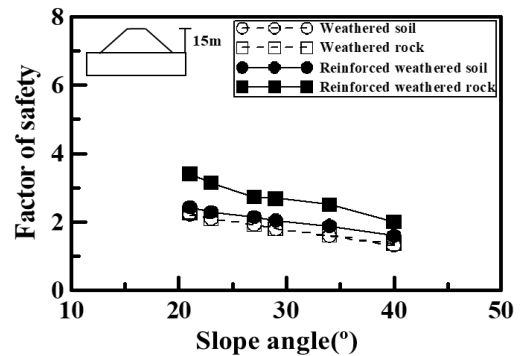 15m
Weathered soil
Weathered rock
Reinforced weathered soil
Reinforced weathered rock
Factor of safety
8
6
4
2
0
10 20 30 40 50
Slope angle(º)